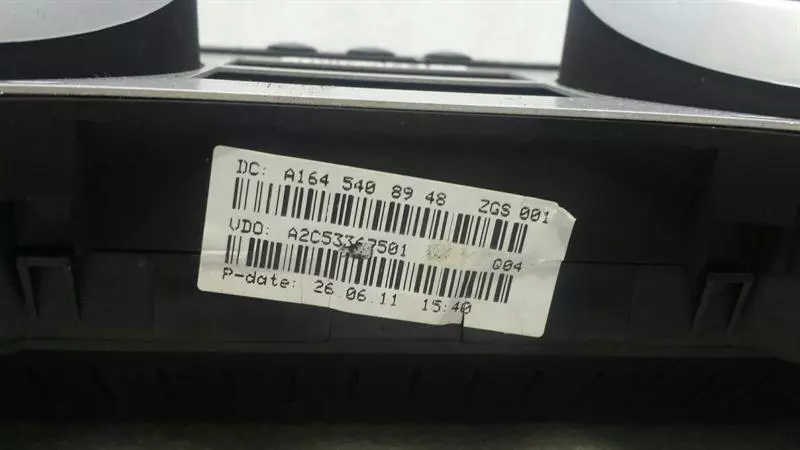 DC: A164 540 89 48 ZGS 001
VDO: A2C53367501 Q04
P-date: 26.06.11 15:40